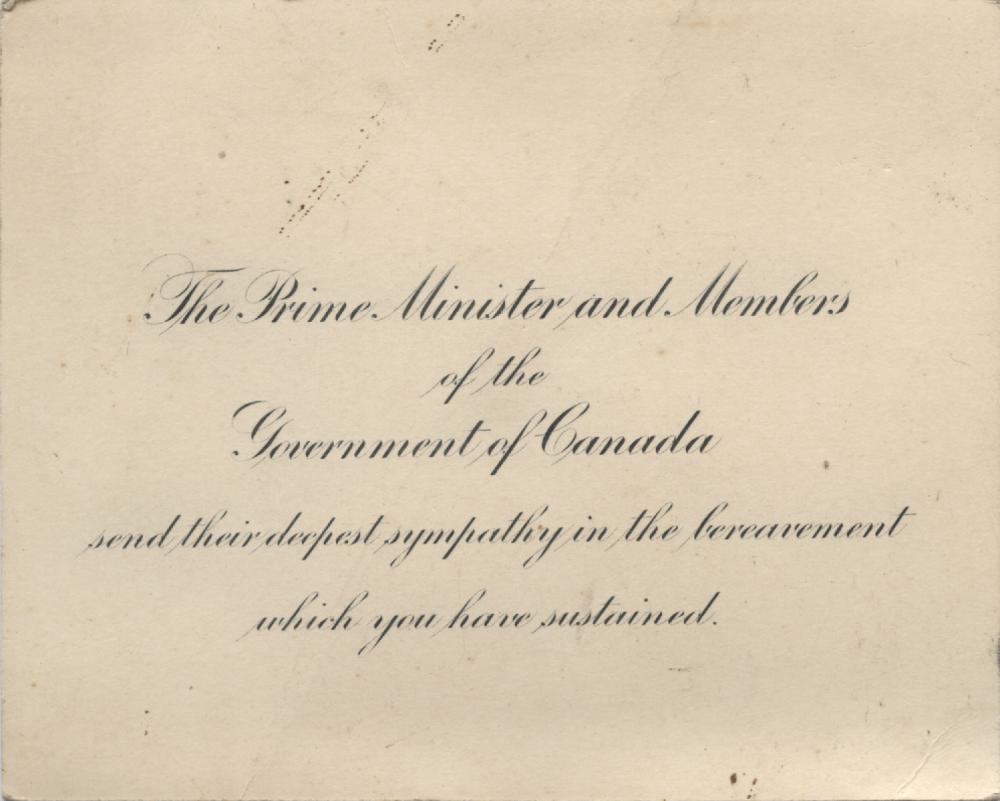 The Prime Minister and Members
of the
Government of Canada
send their deepest sympathy in the bereavement
which you have sustained.